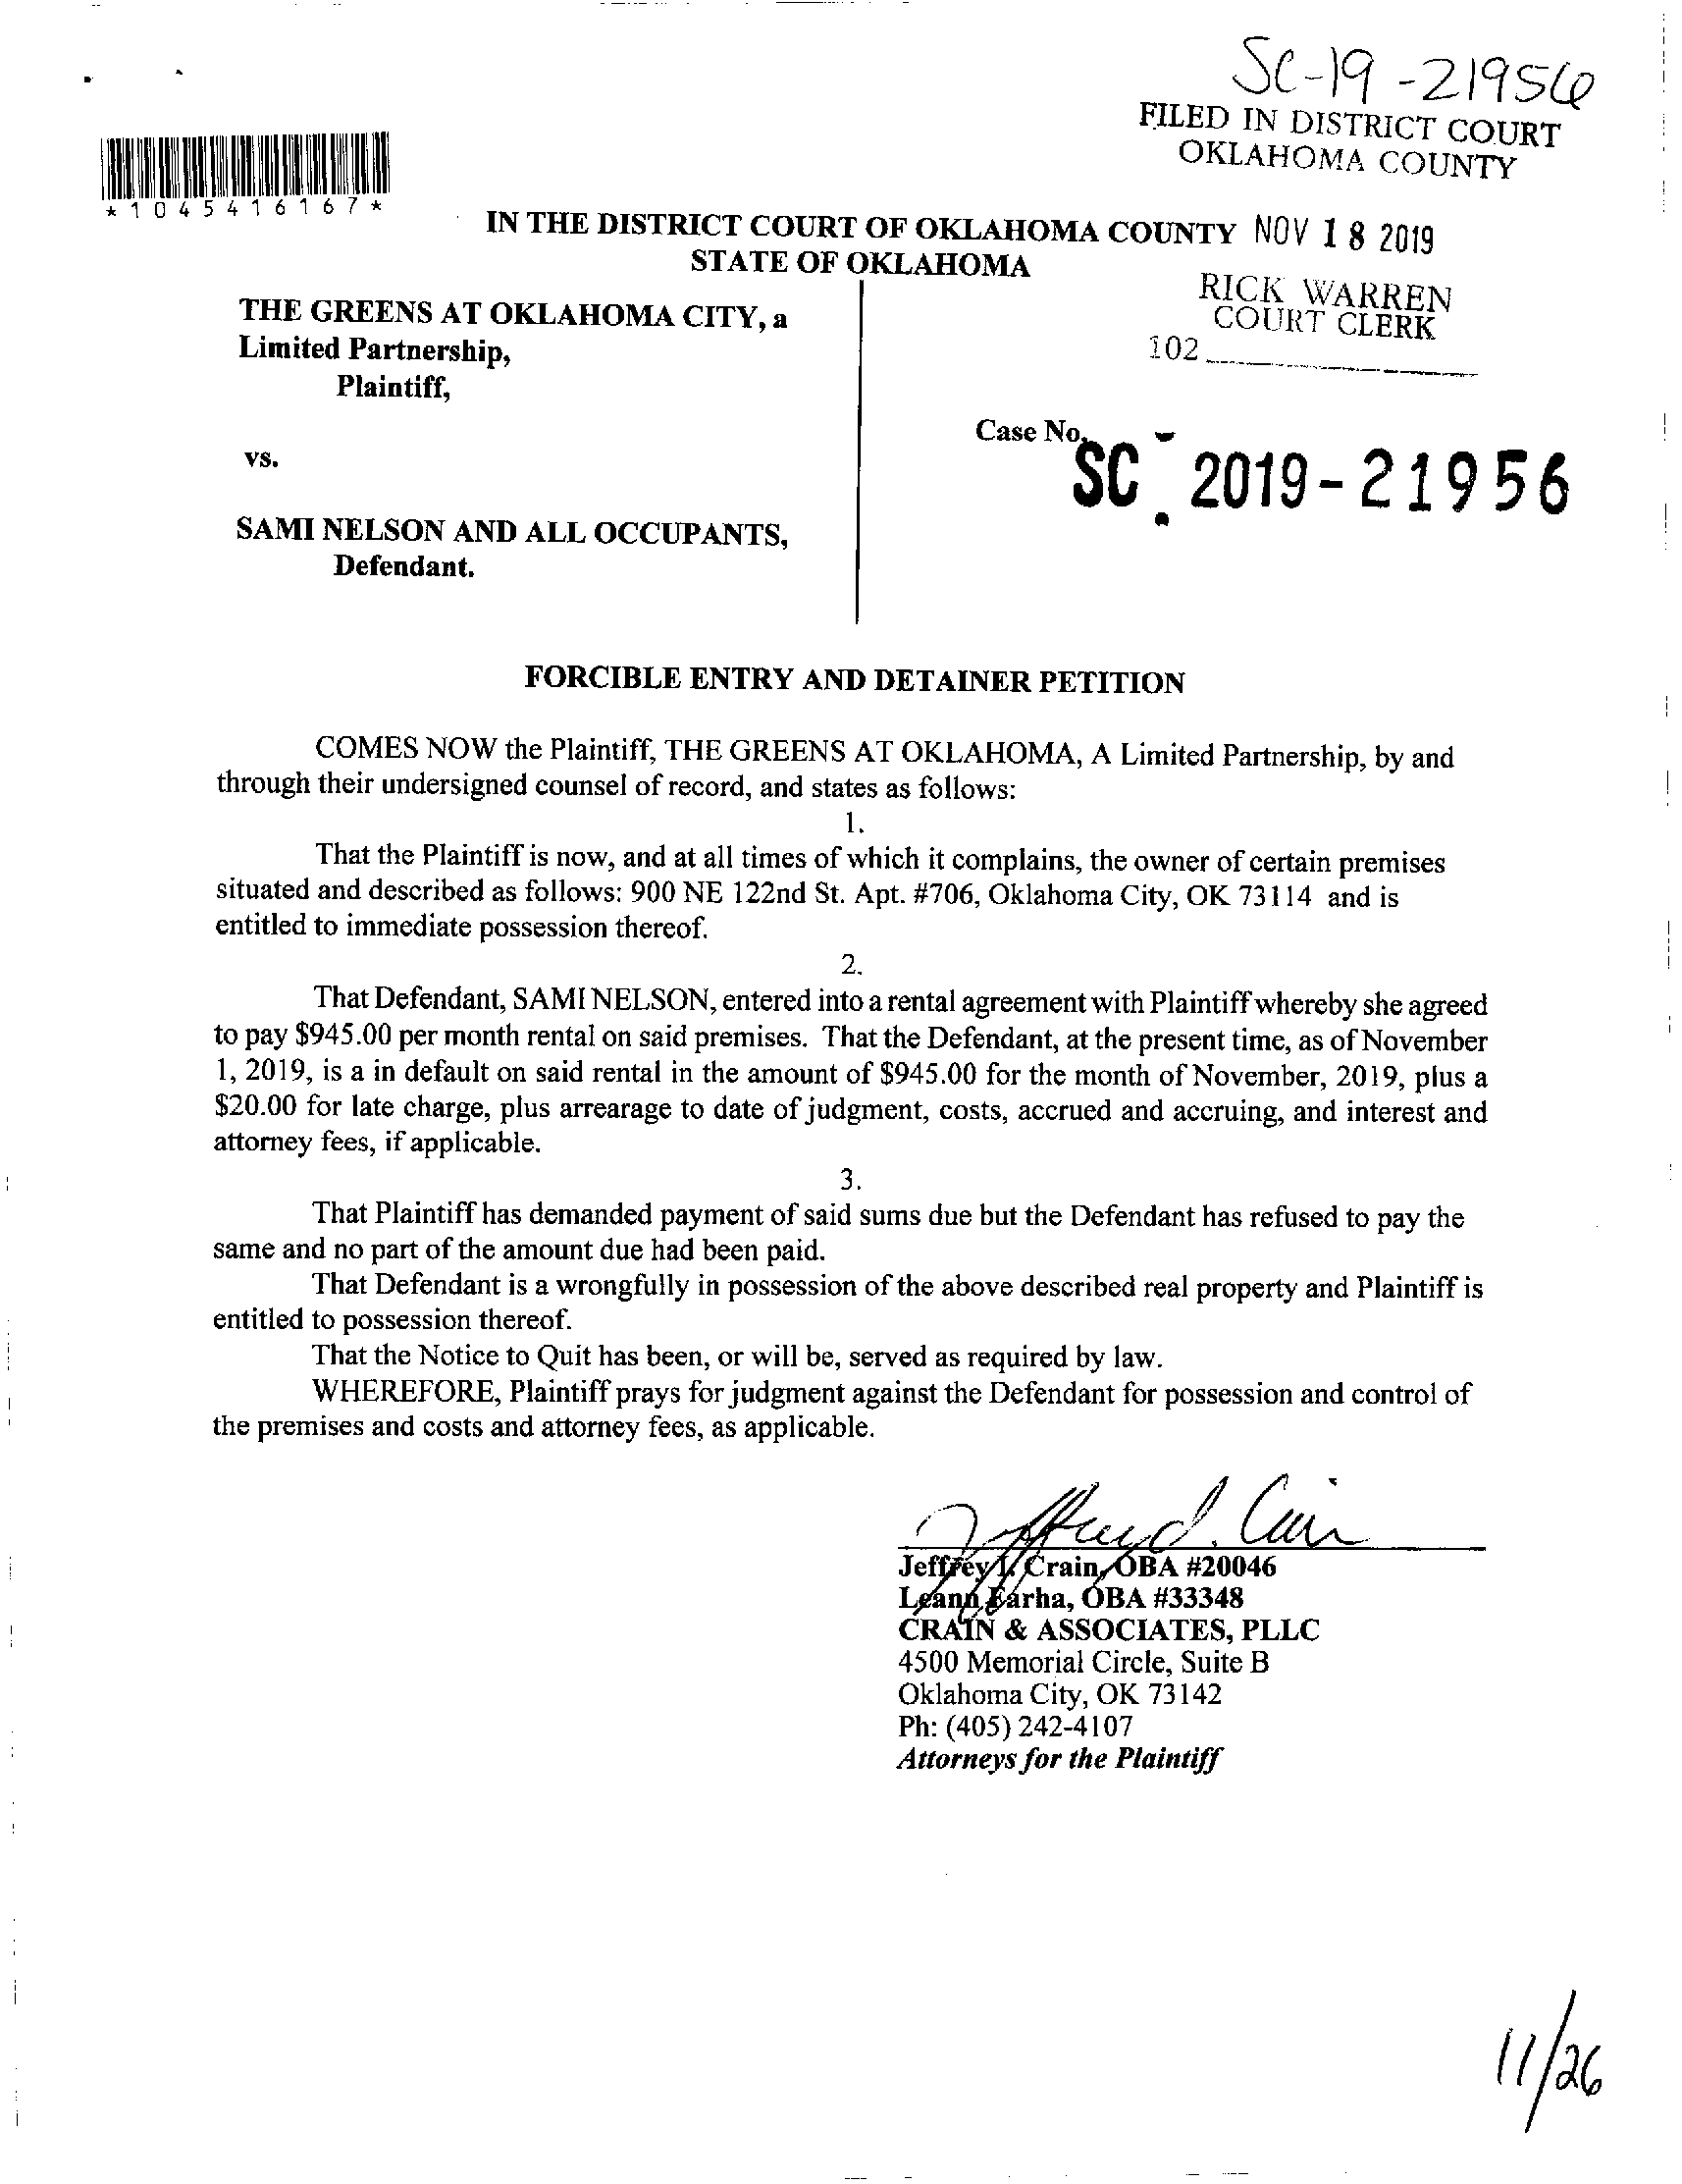 SC-19-21956
FILED IN DISTRICT COURT
OKLAHOMA COUNTY
*1045416167*
IN THE DISTRICT COURT OF OKLAHOMA COUNTY NOV 18 2019
STATE OF OKLAHOMA
RICK WARREN
COURT CLERK
102
THE GREENS AT OKLAHOMA CITY, a
Limited Partnership,
Plaintiff,
Case No.
SC 2019-21956
vs.
SAMI NELSON AND ALL OCCUPANTS,
Defendant.
FORCIBLE ENTRY AND DETAINER PETITION
COMES NOW the Plaintiff, THE GREENS AT OKLAHOMA, A Limited Partnership, by and
through their undersigned counsel of record, and states as follows:
1.
That the Plaintiff is now, and at all times of which it complains, the owner of certain premises
situated and described as follows: 900 NE 122nd St. Apt. #706, Oklahoma City, OK 73114 and is
entitled to immediate possession thereof.
2.
That Defendant, SAMI NELSON, entered into a rental agreement with Plaintiff whereby she agreed
to pay $945.00 per month rental on said premises. That the Defendant, at the present time, as of November
1, 2019, is a in default on said rental in the amount of $945.00 for the month of November, 2019, plus a
$20.00 for late charge, plus arrearage to date of judgment, costs, accrued and accruing, and interest and
attorney fees, if applicable.
3.
That Plaintiff has demanded payment of said sums due but the Defendant has refused to pay the
same and no part of the amount due had been paid.
That Defendant is a wrongfully in possession of the above described real property and Plaintiff is
entitled to possession thereof.
That the Notice to Quit has been, or will be, served as required by law.
WHEREFORE, Plaintiff prays for judgment against the Defendant for possession and control of
the premises and costs and attorney fees, as applicable.
Jeffrey Crain, OBA #20046
Leann Farha, OBA #33348
CRAIN & ASSOCIATES, PLLC
4500 Memorial Circle, Suite B
Oklahoma City, OK 73142
Ph: (405) 242-4107
Attorneys for the Plaintiff
11/26